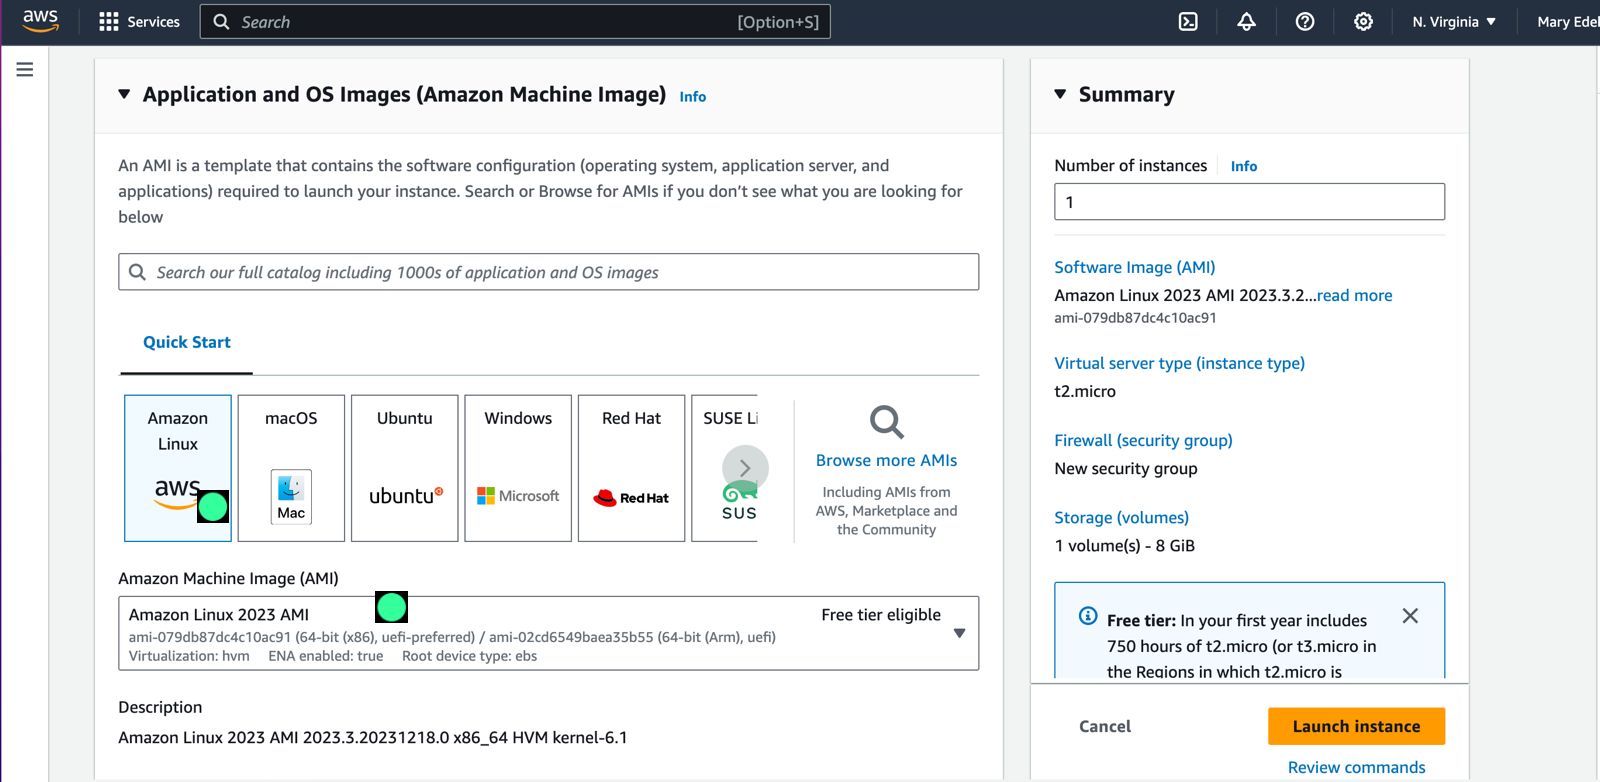 aws
Services
Search
[Option+S]
N. Virginia
Mary Edel
Application and OS Images (Amazon Machine Image) Info
An AMI is a template that contains the software configuration (operating system, application server, and
applications) required to launch your instance. Search or Browse for AMIs if you don’t see what you are looking for
below
Search our full catalog including 1000s of application and OS images
Quick Start
Amazon
Linux
aws
macOS
Mac
Ubuntu
ubuntu
Windows
Microsoft
Red Hat
Red Hat
SUSE Li
SUS
Browse more AMIs
Including AMIs from
AWS, Marketplace and
the Community
Amazon Machine Image (AMI)
Amazon Linux 2023 AMI
Free tier eligible
ami-079db87dc4c10ac91 (64-bit (x86), uefi-preferred) / ami-02cd6549baea35b55 (64-bit (Arm), uefi)
Virtualization: hvm ENA enabled: true Root device type: ebs
Description
Amazon Linux 2023 AMI 2023.3.20231218.0 x86_64 HVM kernel-6.1
Summary
Number of instances Info
1
Software Image (AMI)
Amazon Linux 2023 AMI 2023.3.2...read more
ami-079db87dc4c10ac91
Virtual server type (instance type)
t2.micro
Firewall (security group)
New security group
Storage (volumes)
1 volume(s) - 8 GiB
Free tier: In your first year includes
750 hours of t2.micro (or t3.micro in
the Regions in which t2.micro is
Cancel
Launch instance
Review commands